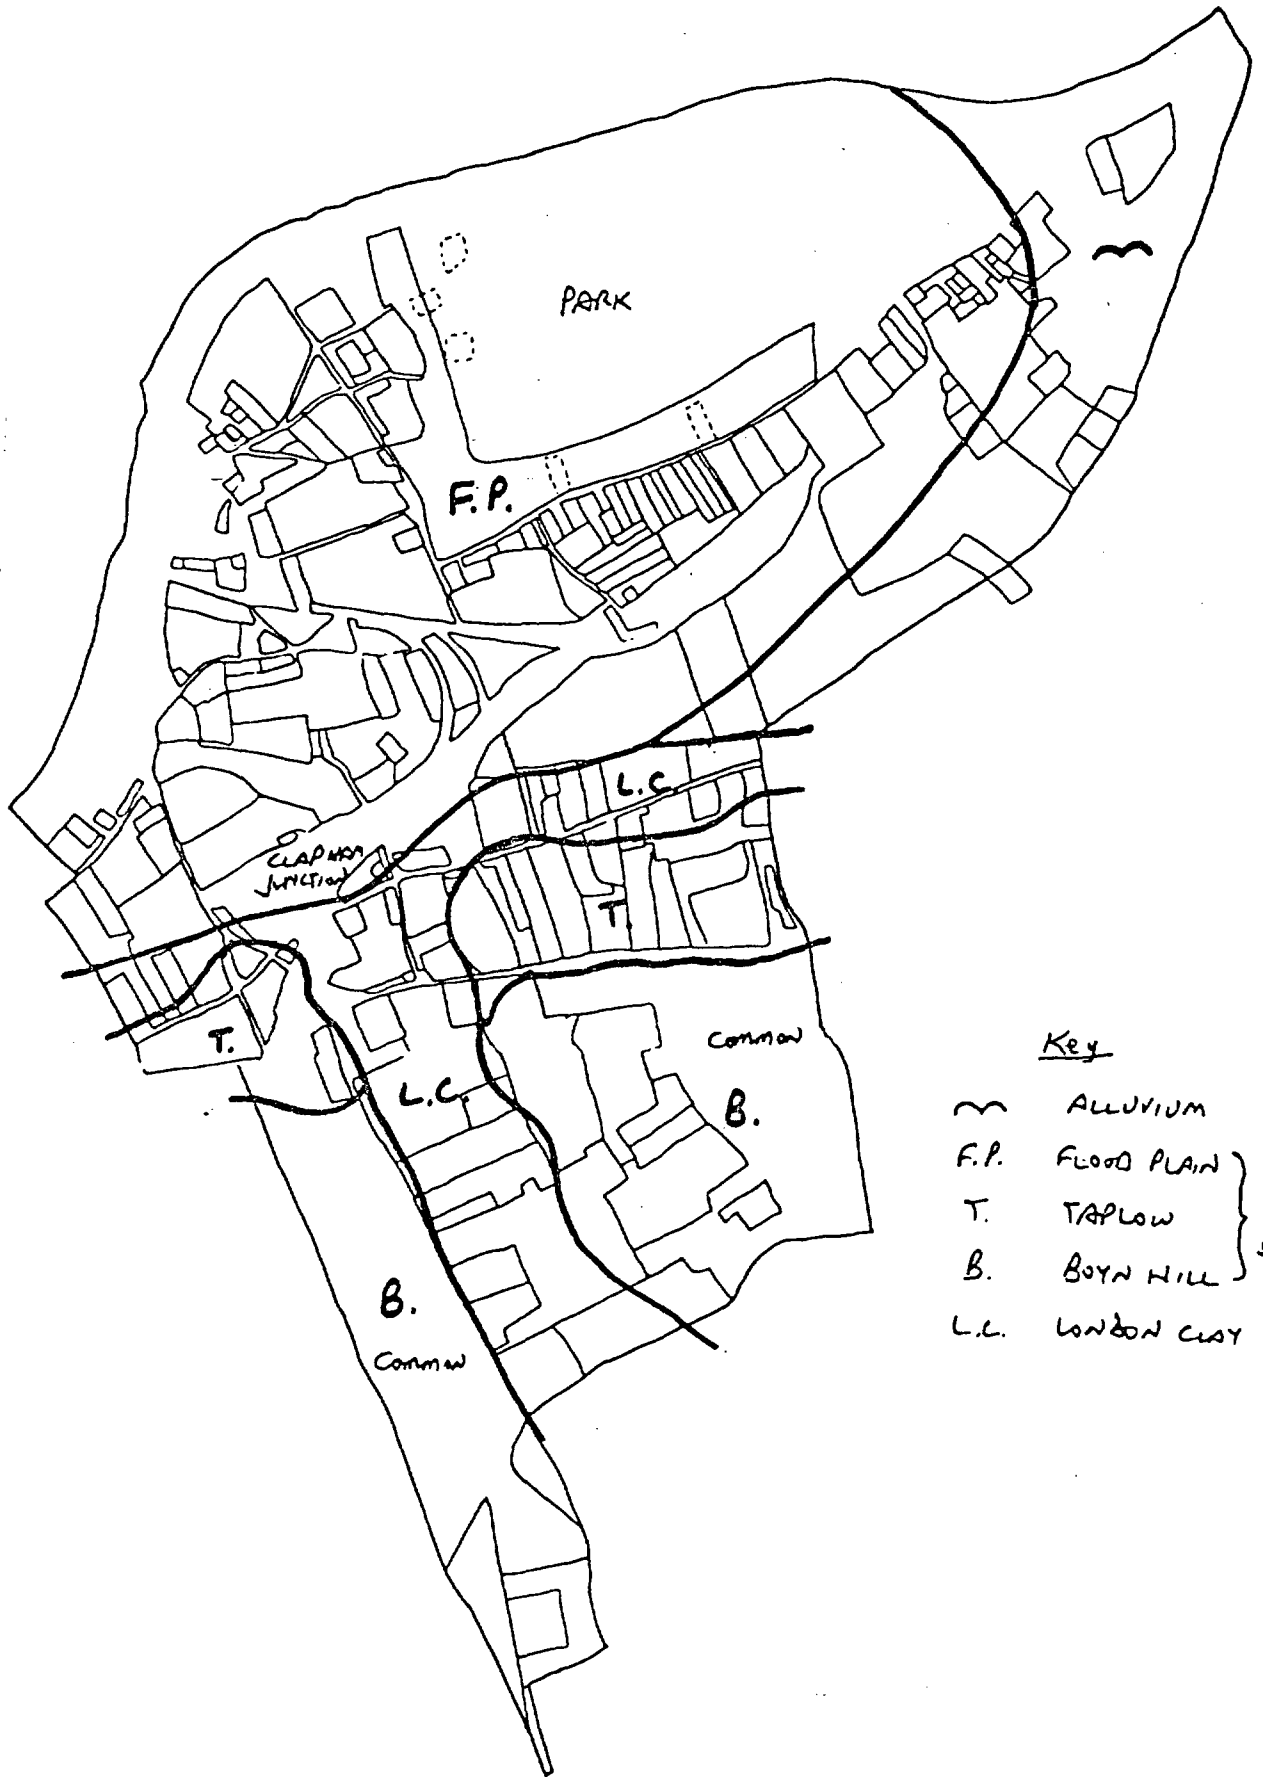 PARK
F.P.
L.C.
CLAPHAM
JUNCTION
T.
T.
Common
L.C.
B.
B.
Common
Key
ALLUVIUM
F.P. FLOOD PLAIN
T. TAPLOW
B. BOYN HILL
L.C. LONDON CLAY